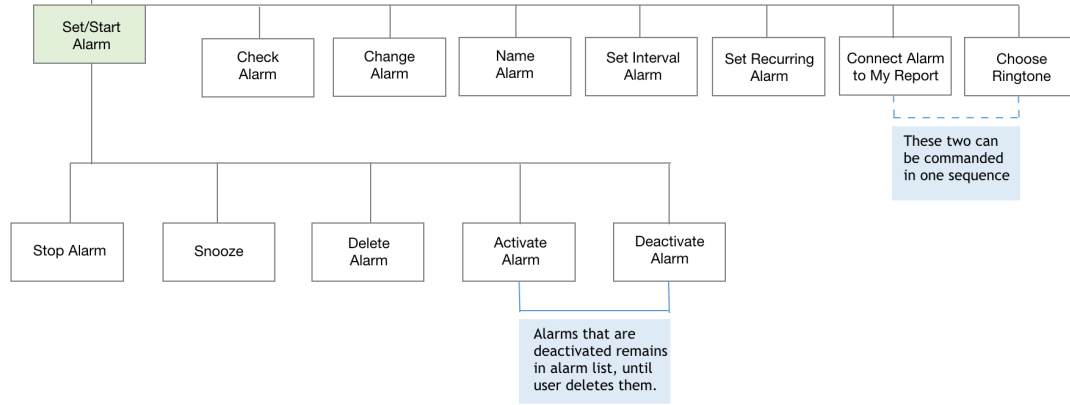 Set/Start
Alarm
Check
Alarm
Change
Alarm
Name
Alarm
Set Interval
Alarm
Set Recurring
Alarm
Connect Alarm
to My Report
Choose
Ringtone
These two can
be commanded
in one sequence
Stop Alarm
Snooze
Delete
Alarm
Activate
Alarm
Deactivate
Alarm
Alarms that are
deactivated remains
in alarm list, until
user deletes them.